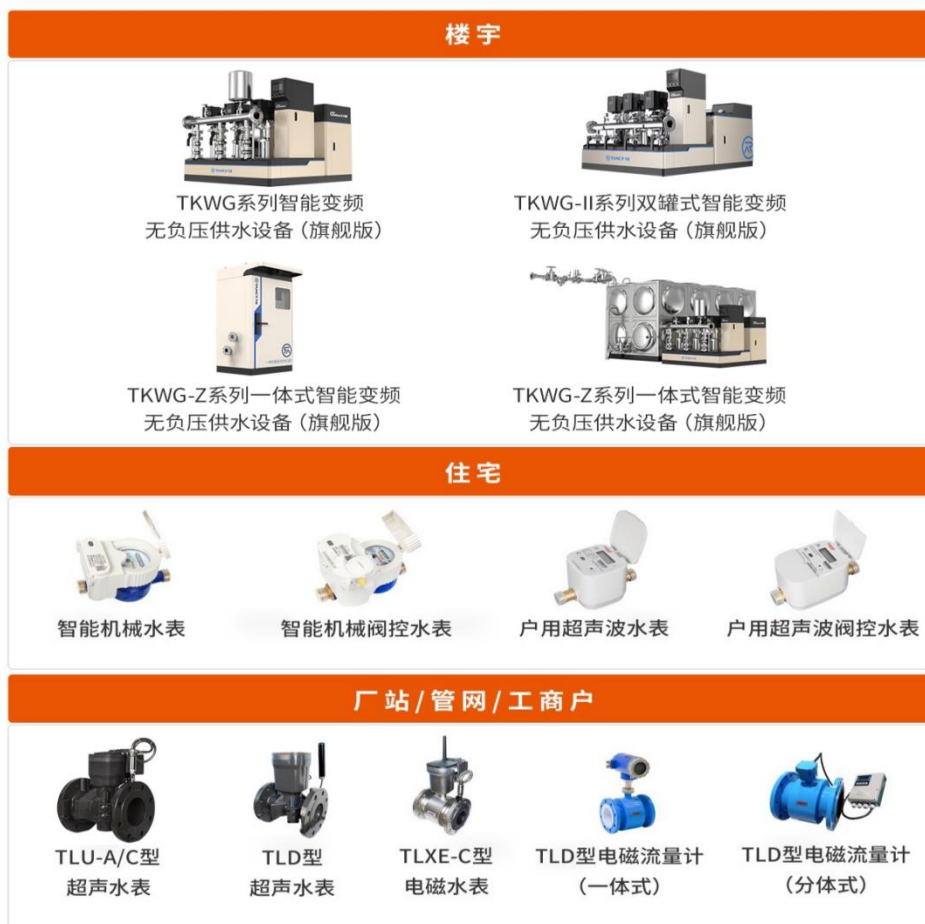 楼宇
TKWG系列智能变频
无负压供水设备（旗舰版）
TKWG-II系列双罐式智能变频
无负压供水设备（旗舰版）
TKWG-Z系列一体式智能变频
无负压供水设备（旗舰版）
TKWG-Z系列一体式智能变频
无负压供水设备（旗舰版）
住宅
智能机械水表
智能机械阀控水表
户用超声波水表
户用超声波阀控水表
厂站/管网/工商户
TLU-A/C型
超声水表
TLD型
超声水表
TLXE-C型
电磁水表
TLD型电磁流量计
（一体式）
TLD型电磁流量计
（分体式）